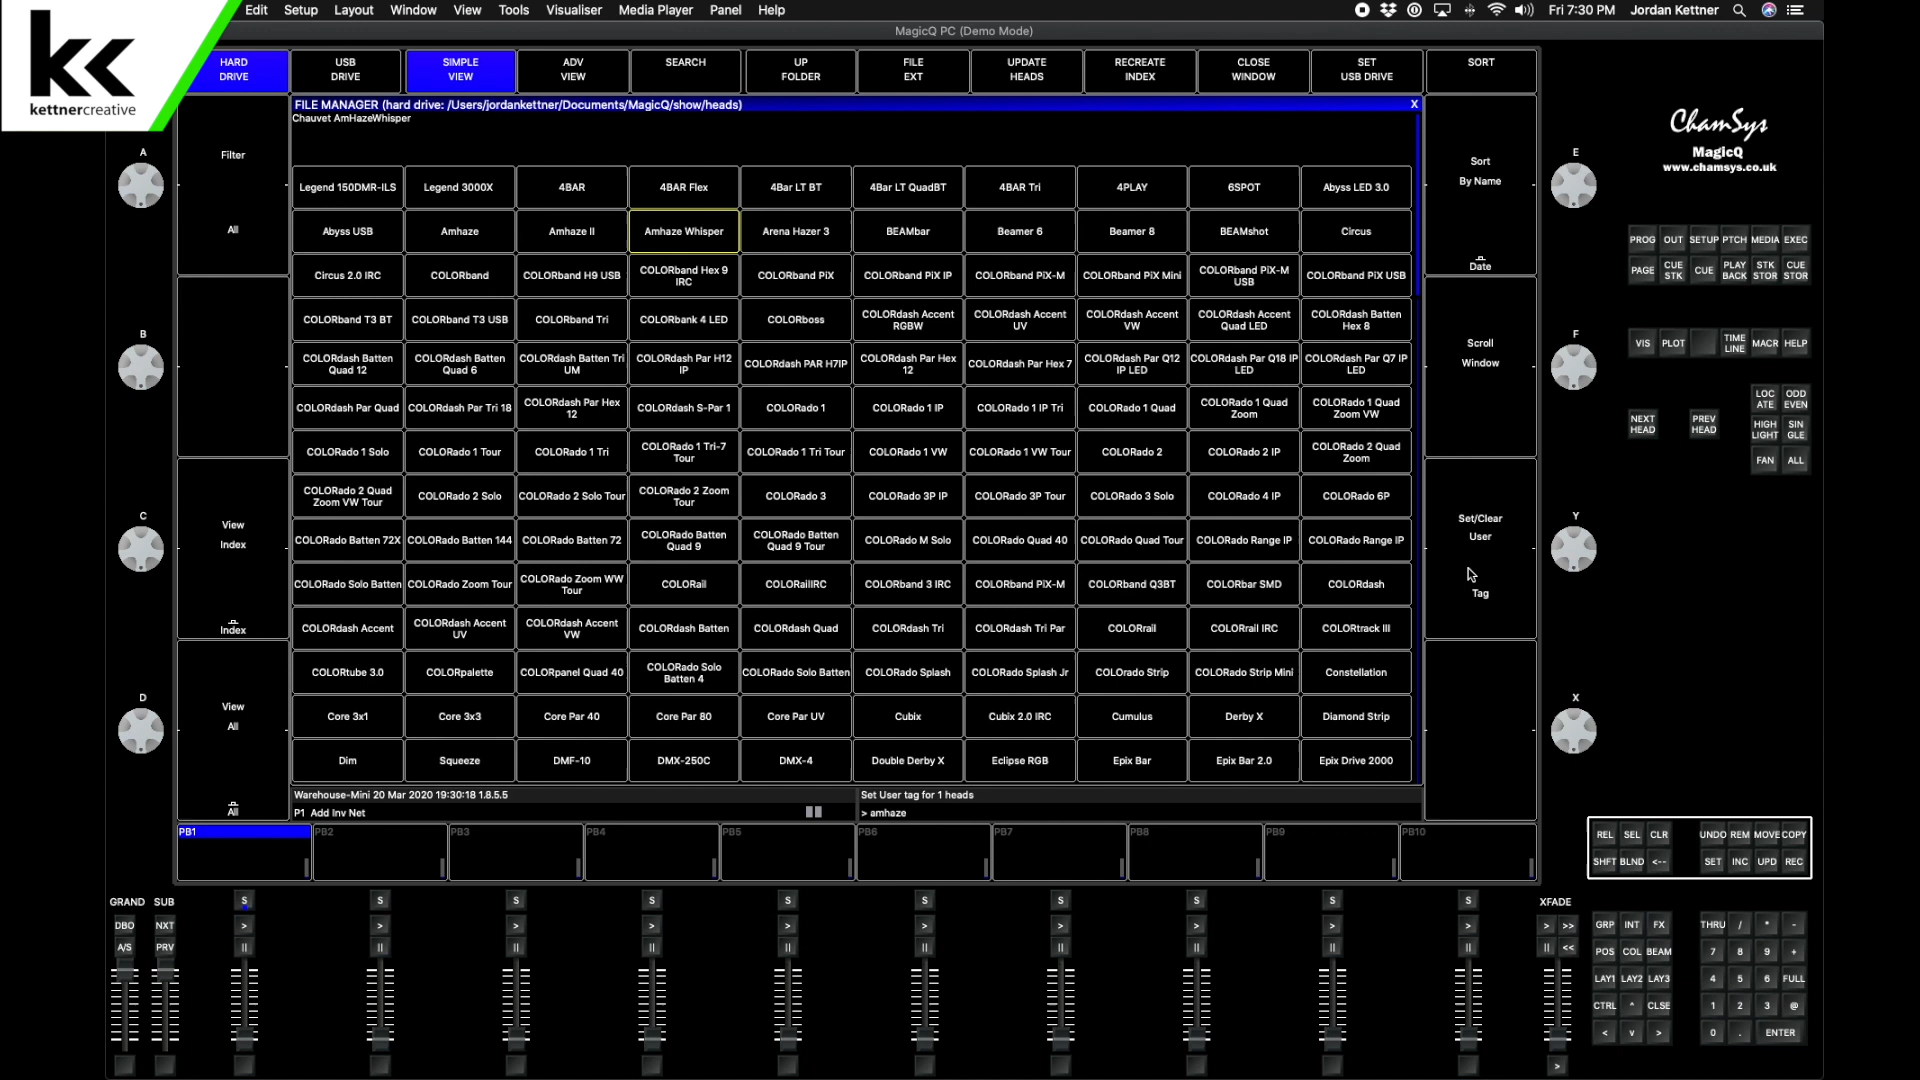 kc
kettnercreative
Edit Setup Layout Window View Tools Visualiser Media Player Panel Help
Fri 7:30 PM Jordan Kettner
MagicQ PC (Demo Mode)
HARD DRIVE
USB DRIVE
SIMPLE VIEW
ADV VIEW
SEARCH
UP FOLDER
FILE EXT
UPDATE HEADS
RECREATE INDEX
CLOSE WINDOW
SET USB DRIVE
SORT
FILE MANAGER (hard drive: /Users/jordankettner/Documents/MagicQ/show/heads) X
Chauvet AmHazeWhisper
Legend 150DMR-ILS Legend 3000X 4BAR 4BAR Flex 4Bar LT BT 4Bar LT QuadBT 4BAR Tri 4PLAY 6SPOT Abyss LED 3.0
Abyss USB Amhaze Amhaze II Amhaze Whisper Arena Hazer 3 BEAMbar Beamer 6 Beamer 8 BEAMshot Circus
Circus 2.0 IRC COLORband COLORband H9 USB COLORband Hex 9 IRC COLORband PiX COLORband PiX IP COLORband PiX-M COLORband PiX Mini COLORband PiX-M USB COLORband PiX USB
COLORband T3 BT COLORband T3 USB COLORband Tri COLORbank 4 LED COLORboss COLORdash Accent RGBW COLORdash Accent UV COLORdash Accent VW COLORdash Accent Quad LED COLORdash Batten Hex 8
COLORdash Batten Quad 12 COLORdash Batten Quad 6 COLORdash Batten Tri UM COLORdash Par H12 IP COLORdash PAR H7IP COLORdash Par Hex 12 COLORdash Par Hex 7 COLORdash Par Q12 IP LED COLORdash Par Q18 IP LED COLORdash Par Q7 IP LED
COLORdash Par Quad COLORdash Par Tri 18 COLORdash Par Hex 12 COLORdash S-Par 1 COLORado 1 COLORado 1 IP COLORado 1 IP Tri COLORado 1 Quad COLORado 1 Quad Zoom COLORado 1 Quad Zoom VW
COLORado 1 Solo COLORado 1 Tour COLORado 1 Tri COLORado 1 Tri-7 Tour COLORado 1 Tri Tour COLORado 1 VW COLORado 1 VW Tour COLORado 2 COLORado 2 IP COLORado 2 Quad Zoom
COLORado 2 Quad Zoom VW Tour COLORado 2 Solo COLORado 2 Solo Tour COLORado 2 Zoom Tour COLORado 3 COLORado 3P IP COLORado 3P Tour COLORado 3 Solo COLORado 4 IP COLORado 6P
COLORado Batten 72X COLORado Batten 144 COLORado Batten 72 COLORado Batten Quad 9 COLORado Batten Quad 9 Tour COLORado M Solo COLORado Quad 40 COLORado Quad Tour COLORado Range IP COLORado Range IP
COLORado Solo Batten COLORado Zoom Tour COLORado Zoom WW Tour COLORail COLORailIRC COLORband 3 IRC COLORband PiX-M COLORband Q3BT COLORbar SMD COLORdash
COLORdash Accent COLORdash Accent UV COLORdash Accent VW COLORdash Batten COLORdash Quad COLORdash Tri COLORdash Tri Par COLORrail COLORrail IRC COLORtrack III
COLORtube 3.0 COLORpalette COLORpanel Quad 40 COLORado Solo Batten 4 COLORado Solo Batten COLORado Splash COLORado Splash Jr COLOrado Strip COLORado Strip Mini Constellation
Core 3x1 Core 3x3 Core Par 40 Core Par 80 Core Par UV Cubix Cubix 2.0 IRC Cumulus Derby X Diamond Strip
Dim Squeeze DMF-10 DMX-250C DMX-4 Double Derby X Eclipse RGB Epix Bar Epix Bar 2.0 Epix Drive 2000
Warehouse-Mini 20 Mar 2020 19:30:18 1.8.5.5 Set User tag for 1 heads
P1 Add Inv Net > amhaze
A
Filter
All
B
C
View
Index
Index
D
View
All
All
E
Sort
By Name
Date
F
Scroll
Window
Y
Set/Clear
User
Tag
X
ChamSys
MagicQ
www.chamsys.co.uk
PROG OUT SETUP PTCH MEDIA EXEC
PAGE CUE STK CUE PLAY BACK STK STOR CUE STOR
VIS PLOT TIME LINE MACR HELP
LOC ATE ODD EVEN
NEXT HEAD PREV HEAD HIGH LIGHT SIN GLE
FAN ALL
PB1 PB2 PB3 PB4 PB5 PB6 PB7 PB8 PB9 PB10
REL SEL CLR UNDO REM MOVE COPY
SHFT BLND <-- SET INC UPD REC
GRAND SUB S S S S S S S S S S XFADE
DBO NXT > > > > > > > > > > > >>
A/S PRV || || || || || || || || || || || <<
GRP INT FX THRU / * -
POS COL BEAM 7 8 9 +
LAY1 LAY2 LAY3 4 5 6 FULL
CTRL ^ CLSE 1 2 3 @
< v > 0 . ENTER
>